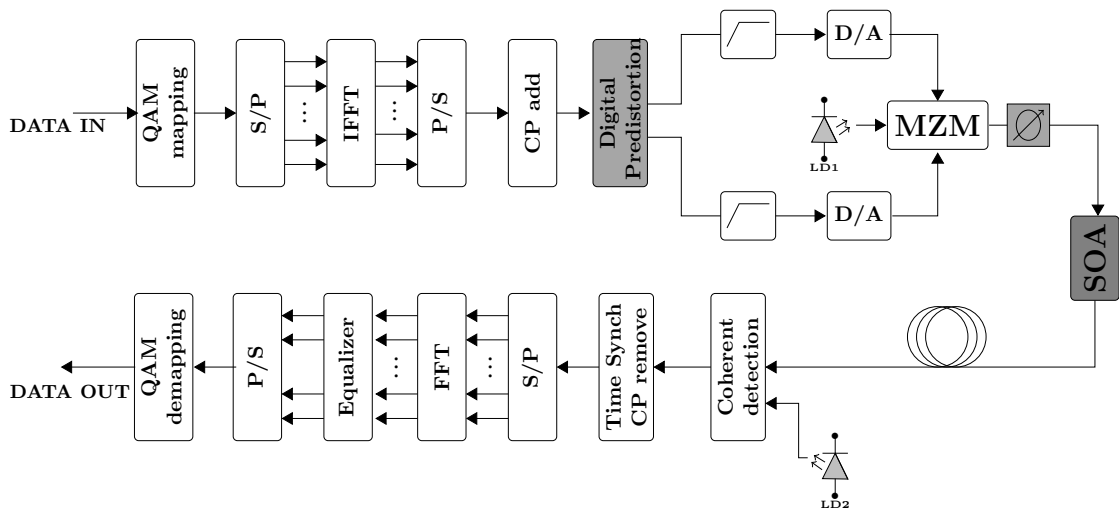 DATA IN
QAM
mapping
S/P
...
IFFT
...
P/S
CP add
Digital
Predistortion
D/A
D/A
LD1
MZM
SOA
DATA OUT
QAM
demapping
P/S
Equalizer
...
FFT
...
S/P
Time Synch
CP remove
Coherent
detection
LD2